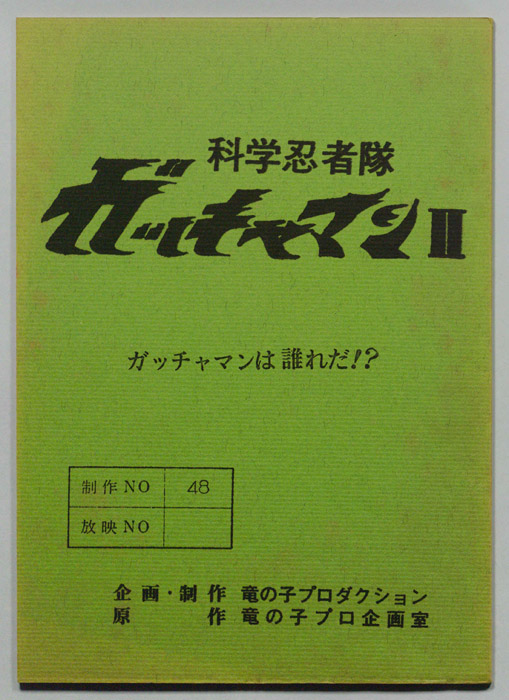 科学忍者隊
ガッチャマンII
ガッチャマンは誰れだ!?
制作NO 48
放映NO
企画・制作 竜の子プロダクション
原作 竜の子プロ企画室